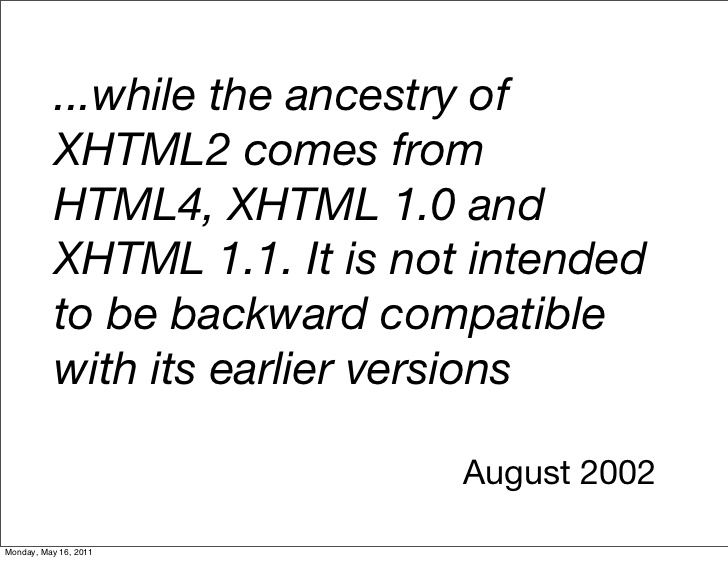 ...while the ancestry of
XHTML2 comes from
HTML4, XHTML 1.0 and
XHTML 1.1. It is not intended
to be backward compatible
with its earlier versions
August 2002
Monday, May 16, 2011